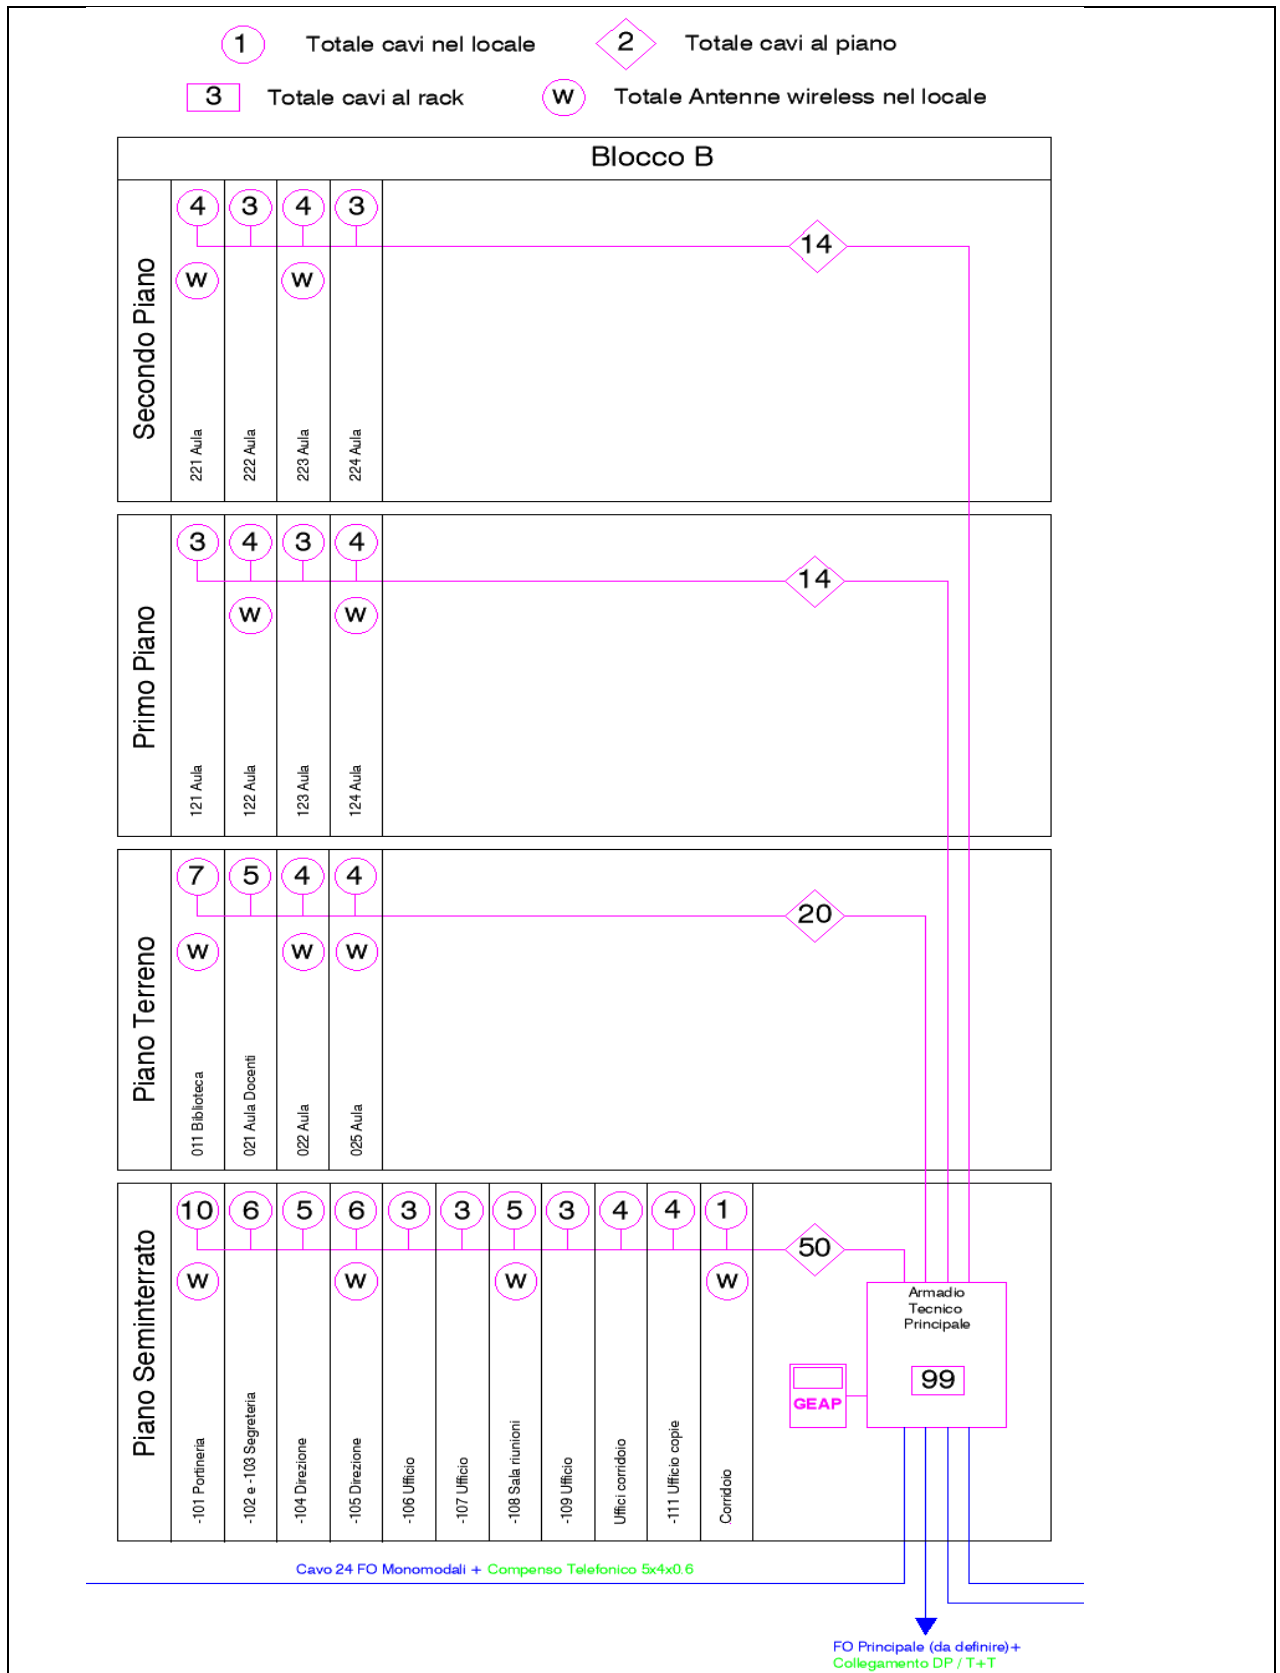 1 Totale cavi nel locale 2 Totale cavi al piano
3 Totale cavi al rack W Totale Antenne wireless nel locale
Blocco B
Secondo Piano
4 3 4 3
14
W W
221 Aula
222 Aula
223 Aula
224 Aula
Primo Piano
3 4 3 4
14
W W
121 Aula
122 Aula
123 Aula
124 Aula
Piano Terreno
7 5 4 4
20
W W W
011 Biblioteca
021 Aula Docenti
022 Aula
025 Aula
Piano Seminterrato
10 6 5 6 3 3 5 3 4 4 1
50
W W W W
-101 Portineria
-102 e -103 Segreteria
-104 Direzione
-105 Direzione
-106 Ufficio
-107 Ufficio
-108 Sala riunioni
-109 Ufficio
Uffici corridoio
-111 Ufficio copie
Corridoio
Armadio
Tecnico
Principale
99
GEAP
Cavo 24 FO Monomodali + Compenso Telefonico 5x4x0.6
FO Principale (da definire)+
Collegamento DP / T+T